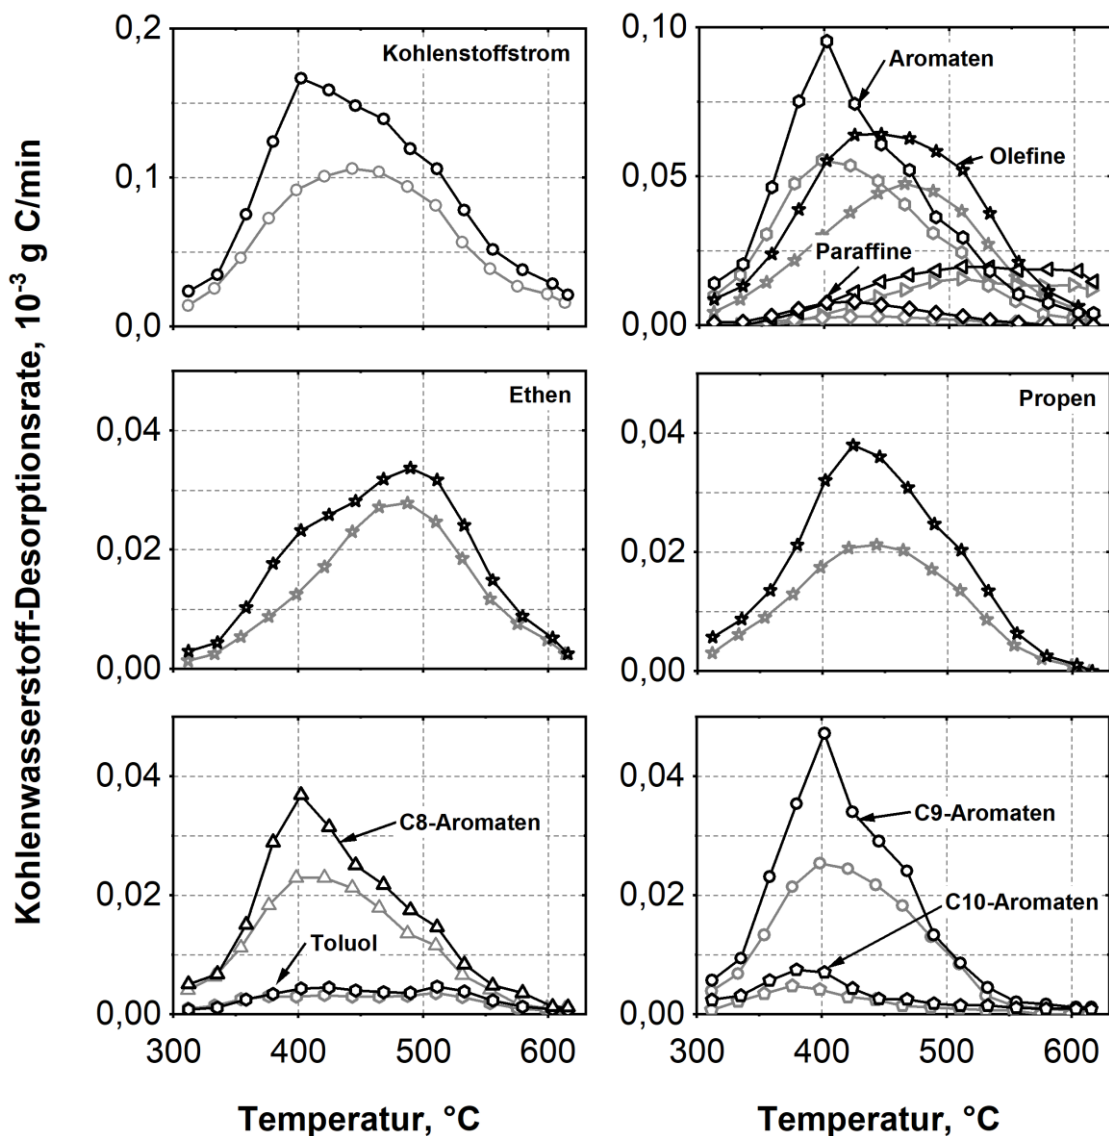 Kohlenwasserstoff-Desorptionsrate, 10⁻³ g C/min
0,2
0,1
0,0
Kohlenstoffstrom
0,10
0,05
0,00
Aromaten
Olefine
Paraffine
0,04
0,02
0,00
Ethen
0,04
0,02
0,00
Propen
0,04
0,02
0,00
C8-Aromaten
Toluol
300 400 500 600
0,04
0,02
0,00
C9-Aromaten
C10-Aromaten
300 400 500 600
Temperatur, °C
Temperatur, °C